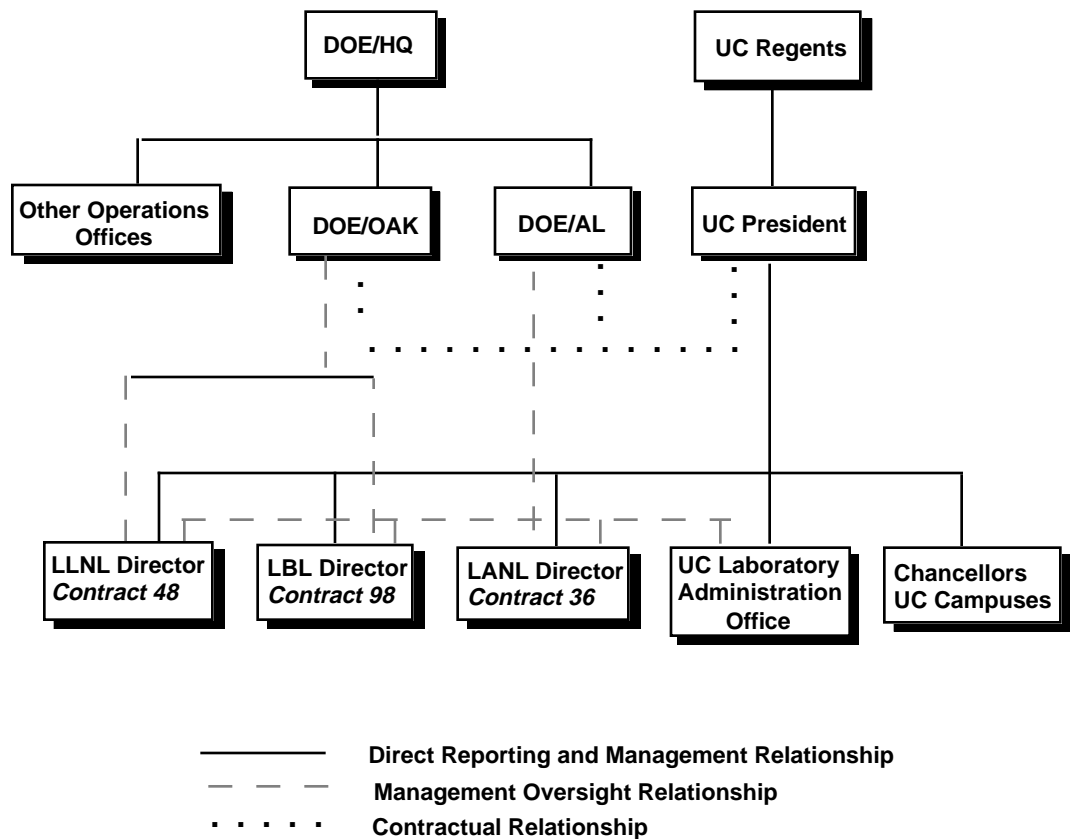 DOE/HQ
UC Regents
Other Operations
Offices
DOE/OAK
DOE/AL
UC President
LLNL Director
Contract 48
LBL Director
Contract 98
LANL Director
Contract 36
UC Laboratory
Administration
Office
Chancellors
UC Campuses
Direct Reporting and Management Relationship
Management Oversight Relationship
Contractual Relationship